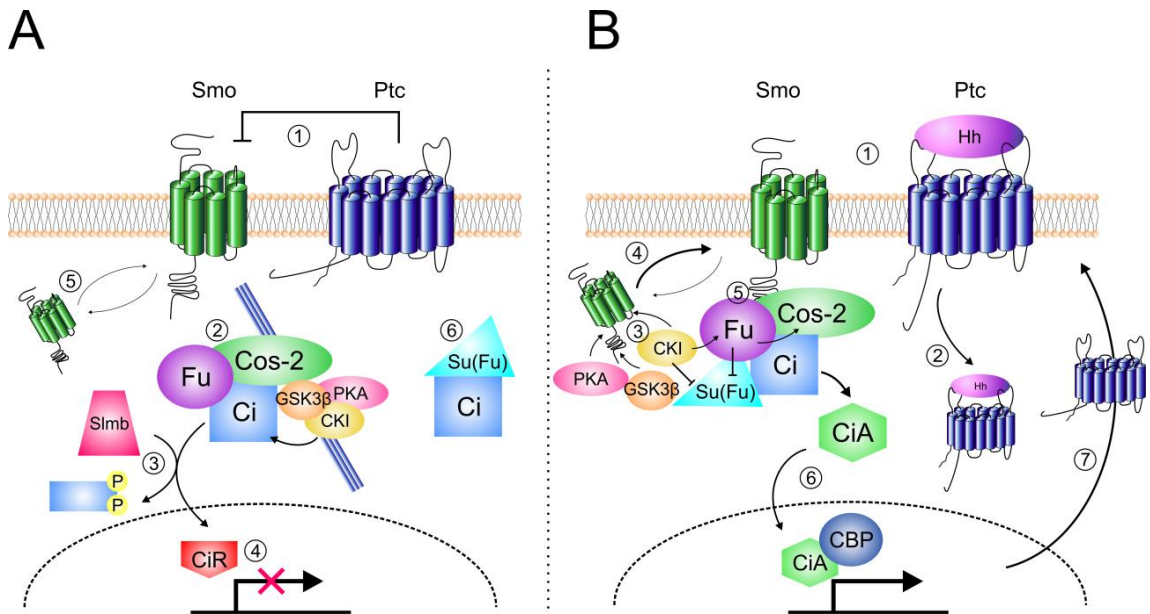 A
Smo
Ptc
①
⑤
②
Cos-2
Fu
Ci
GSK3β
PKA
CKI
⑥
Su(Fu)
Ci
Slmb
③
P
P
CiR
④
B
Smo
Ptc
Hh
①
④
⑤
Cos-2
③
Fu
CKI
Ci
PKA
GSK3β
Su(Fu)
②
Hh
CiA
⑥
⑦
CBP
CiA